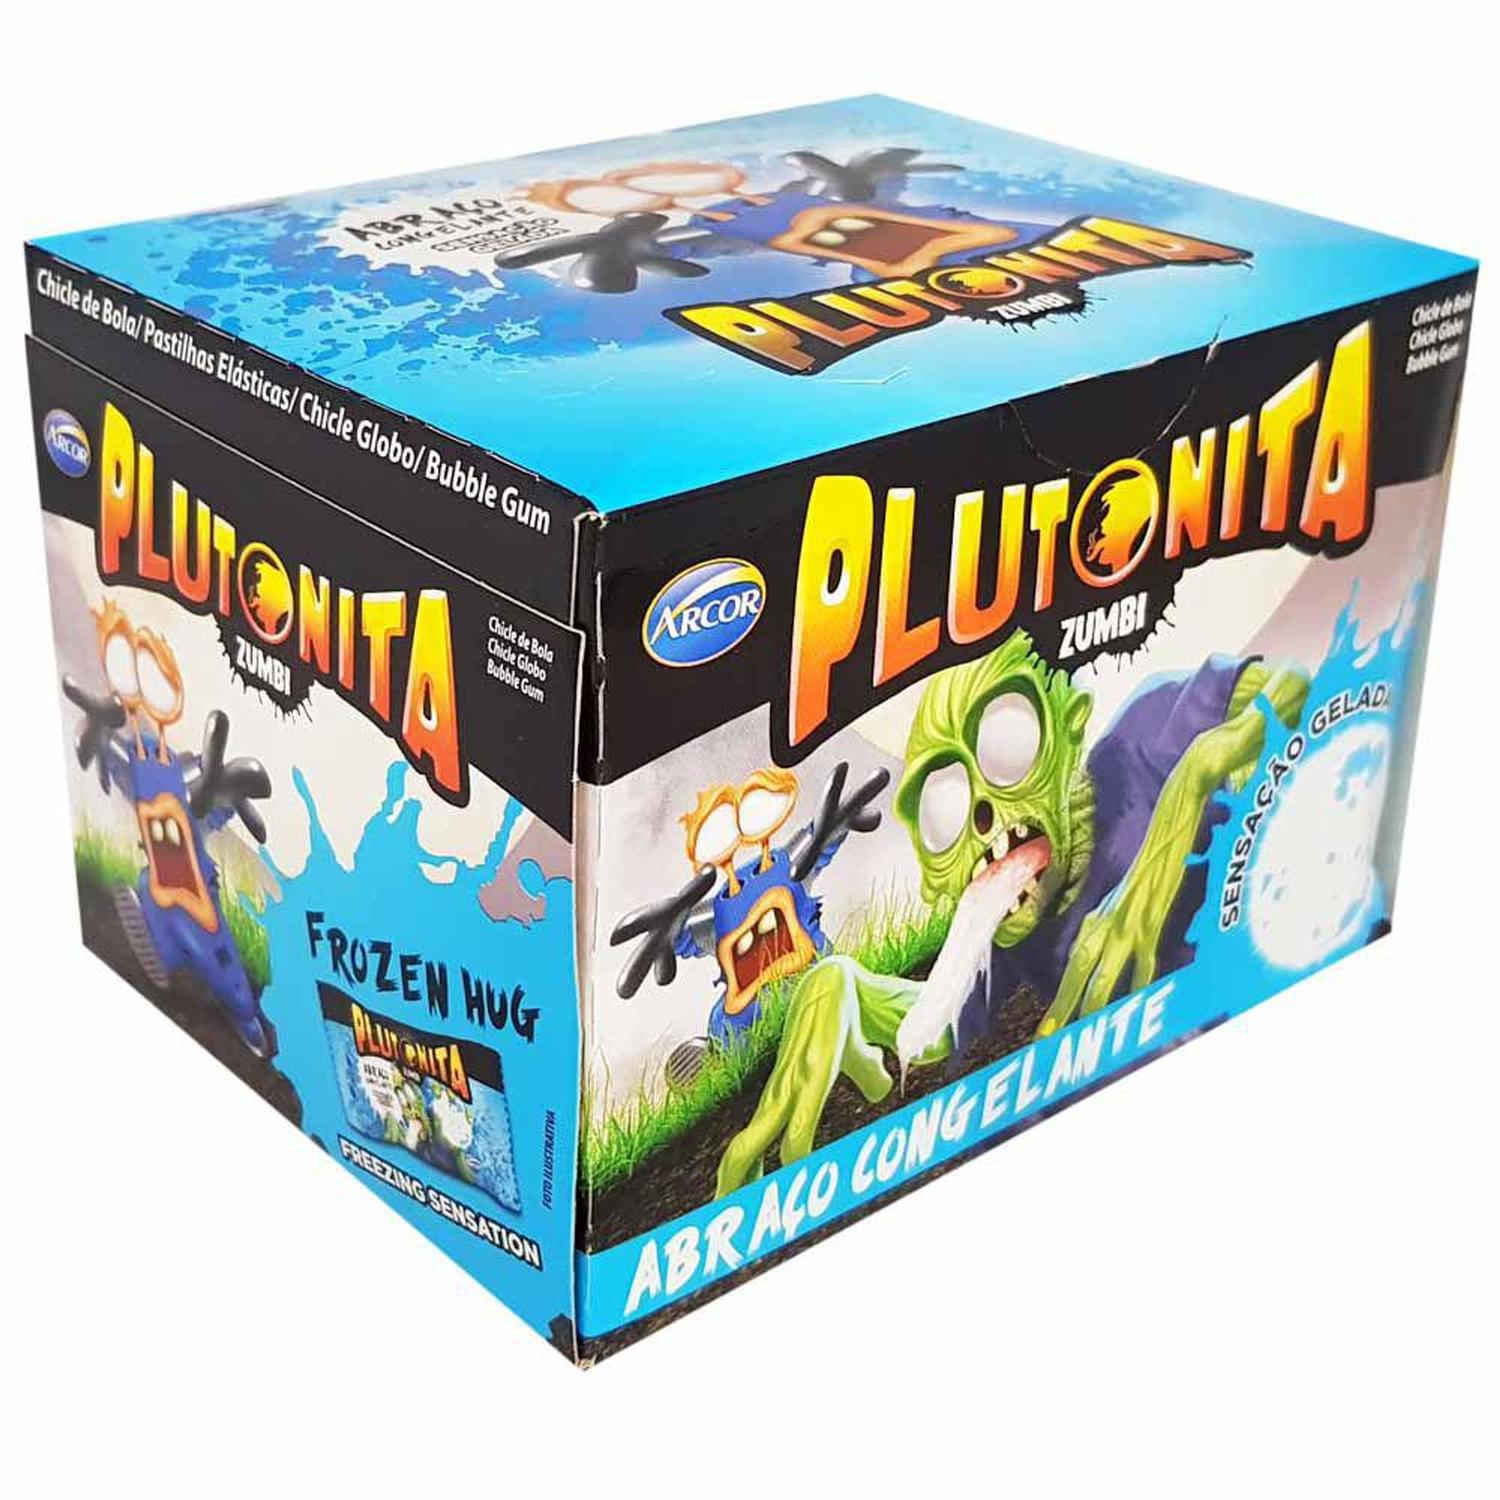 ABRAÇO
CONGELANTE
PLUTONITA
ZUMBI
Chicle de Bola/ Pastilhas Elásticas/ Chicle Globo/ Bubble Gum
ARCOR
PLUTONITA
ZUMBI
Chicle de Bola
Chicle Globo
Bubble Gum
FROZEN HUG
PLUTONITA
FREEZING SENSATION
FOTO ILUSTRATIVA
Chicle de Bola
Chicle Globo
Bubble Gum
ARCOR
PLUTONITA
ZUMBI
SENSAÇÃO GELADA
ABRAÇO CONGELANTE